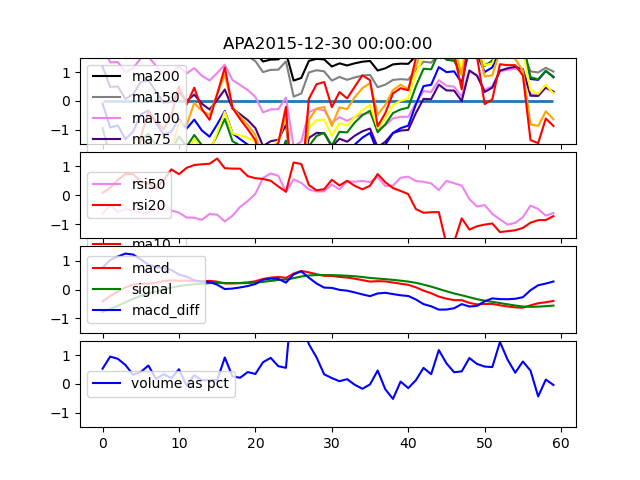 APA2015-12-30 00:00:00
1
0
−1
ma200
ma150
ma100
ma75
1
0
−1
rsi50
rsi20
ma10
1
0
−1
macd
signal
macd_diff
1
0
−1
volume as pct
0 10 20 30 40 50 60